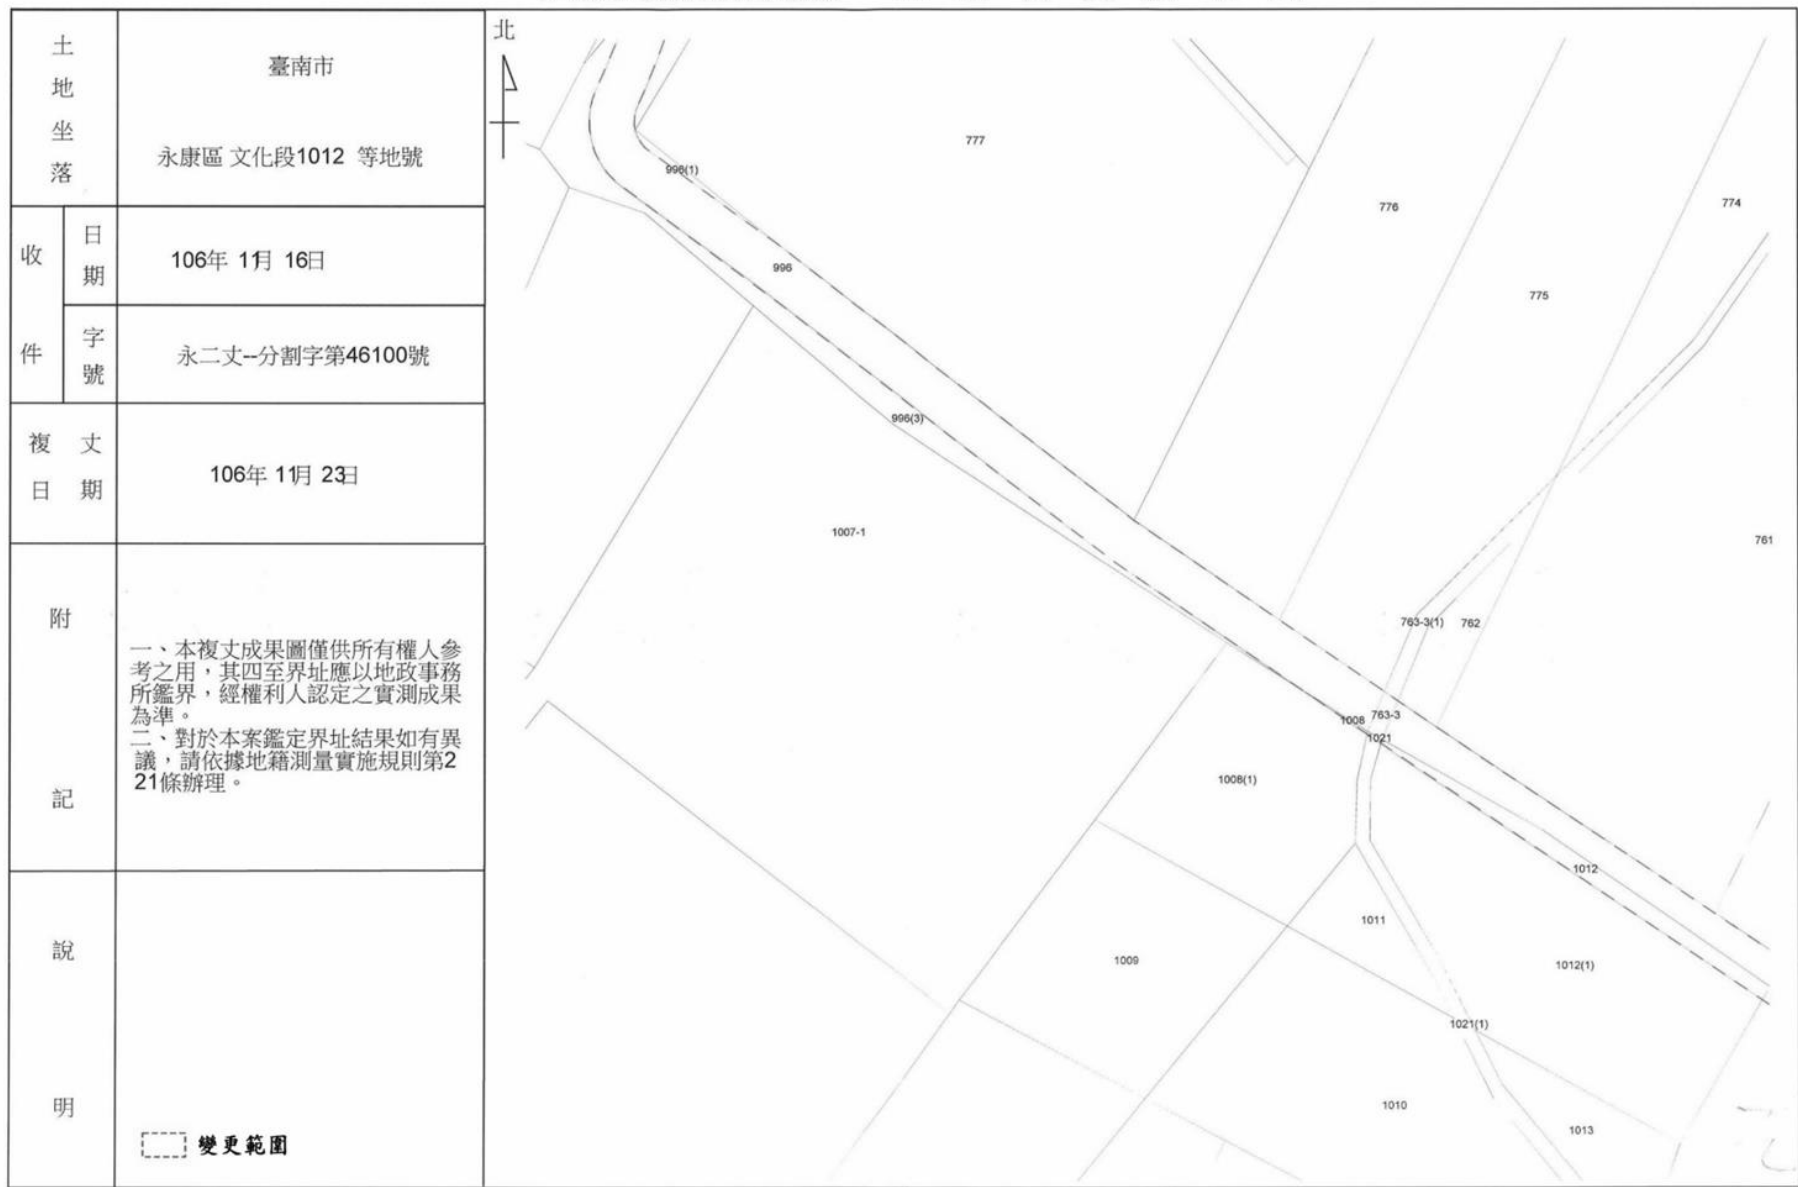 土地坐落
臺南市
永康區 文化段1012 等地號
收件
日期
106年 11月 16日
字號
永二丈--分割字第46100號
複丈日期
106年 11月 23日
附記
一、本複丈成果圖僅供所有權人參
考之用，其四至界址應以地政事務
所鑑界，經權利人認定之實測成果
為準。
二、對於本案鑑定界址結果如有異
議，請依據地籍測量實施規則第2
21條辦理。
說明
變更範圍
北
777
996(1)
776
774
996
775
996(3)
1007-1
761
763-3(1)
762
763-3
1008
1021
1008(1)
1012
1011
1009
1012(1)
1021(1)
1010
1013